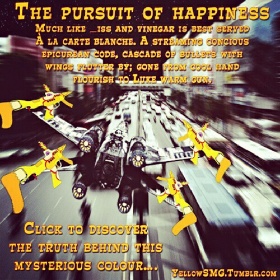 The pursuit of happiness
Much like _iss and vinegar is best served
A la carte blanche. A streaming concious
epicurean code, cascade of bullets with
wings flutter by; gone from cool hand
flourish to Luke warm gun.
Click to discover
the truth behind this
mysterious colour....
YellowSMG.Tumblr.com